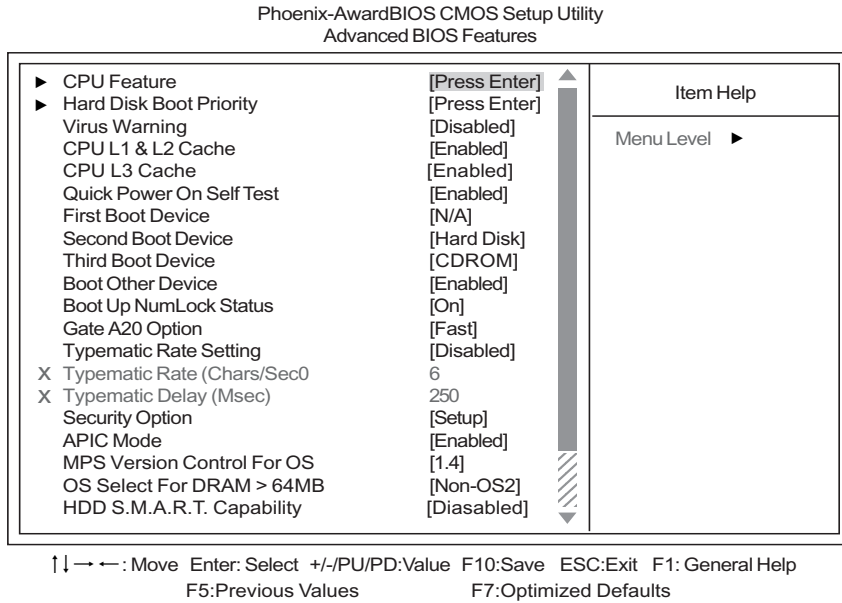 Phoenix-AwardBIOS CMOS Setup Utility
Advanced BIOS Features
► CPU Feature [Press Enter]
► Hard Disk Boot Priority [Press Enter]
Virus Warning [Disabled]
CPU L1 & L2 Cache [Enabled]
CPU L3 Cache [Enabled]
Quick Power On Self Test [Enabled]
First Boot Device [N/A]
Second Boot Device [Hard Disk]
Third Boot Device [CDROM]
Boot Other Device [Enabled]
Boot Up NumLock Status [On]
Gate A20 Option [Fast]
Typematic Rate Setting [Disabled]
X Typematic Rate (Chars/Sec0 6
X Typematic Delay (Msec) 250
Security Option [Setup]
APIC Mode [Enabled]
MPS Version Control For OS [1.4]
OS Select For DRAM > 64MB [Non-OS2]
HDD S.M.A.R.T. Capability [Diasabled]
Item Help
Menu Level ►
↑↓→←: Move Enter: Select +/-/PU/PD:Value F10:Save ESC:Exit F1: General Help
F5:Previous Values F7:Optimized Defaults